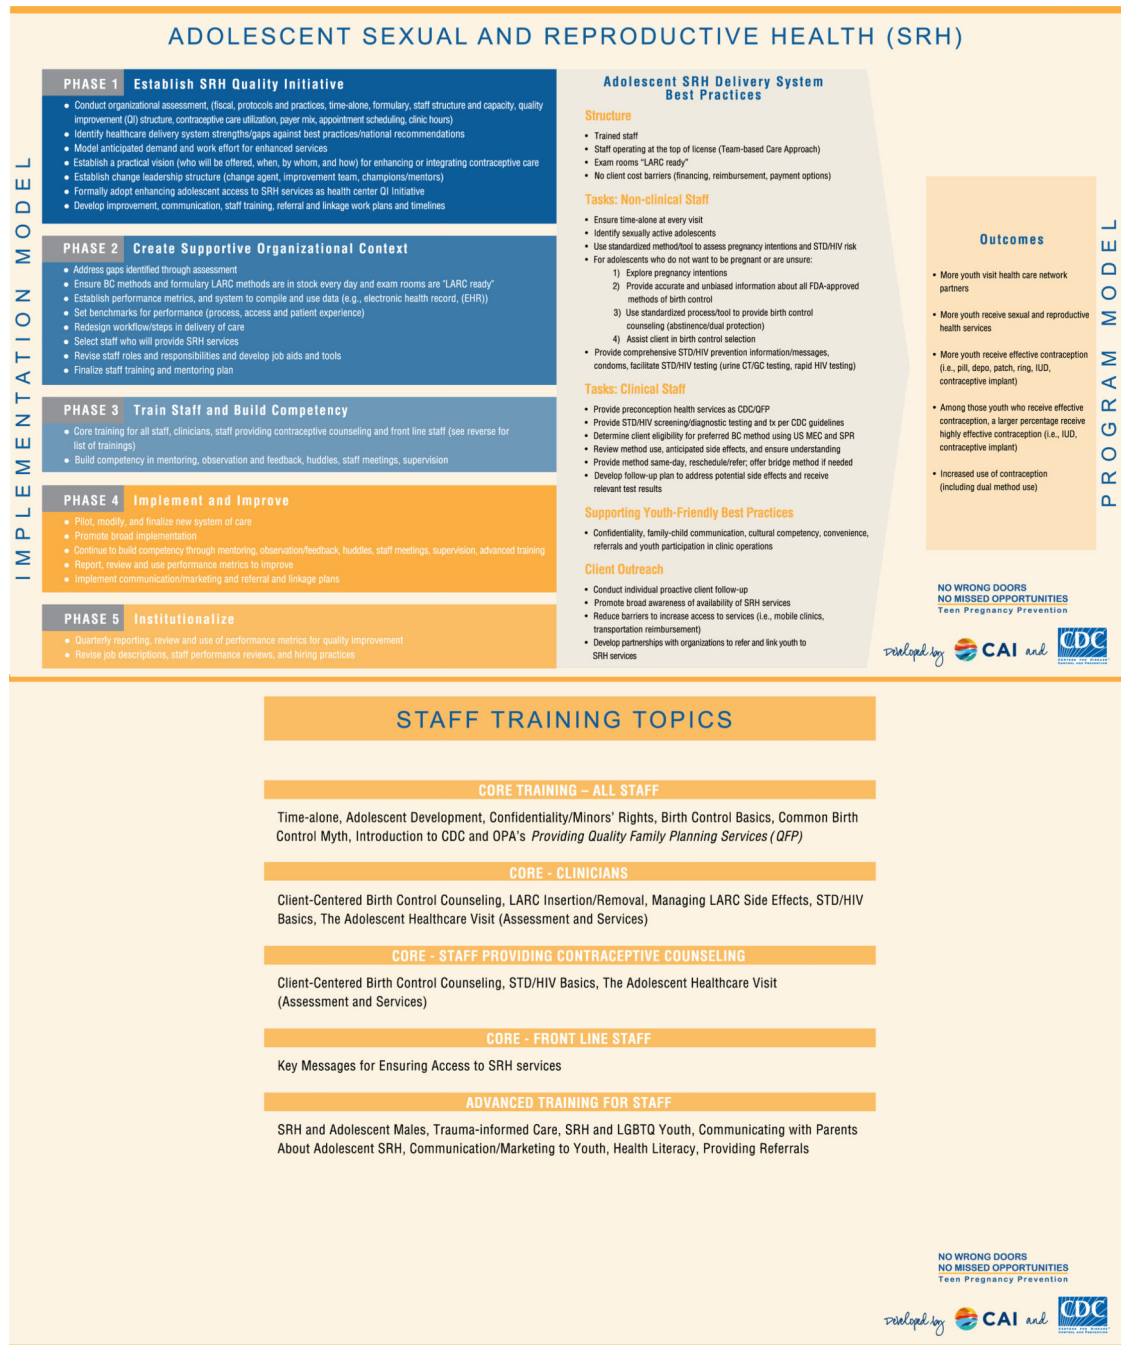 ADOLESCENT SEXUAL AND REPRODUCTIVE HEALTH (SRH)
IMPLEMENTATION MODEL
PHASE 1 Establish SRH Quality Initiative
• Conduct organizational assessment, (fiscal, protocols and practices, time-alone, formulary, staff structure and capacity, quality
improvement (QI) structure, contraceptive care utilization, payer mix, appointment scheduling, clinic hours)
• Identify healthcare delivery system strengths/gaps against best practices/national recommendations
• Model anticipated demand and work effort for enhanced services
• Establish a practical vision (who will be offered, when, by whom, and how) for enhancing or integrating contraceptive care
• Establish change leadership structure (change agent, improvement team, champions/mentors)
• Formally adopt enhancing adolescent access to SRH services as health center QI Initiative
• Develop improvement, communication, staff training, referral and linkage work plans and timelines
PHASE 2 Create Supportive Organizational Context
• Address gaps identified through assessment
• Ensure BC methods and formulary LARC methods are in stock every day and exam rooms are "LARC ready"
• Establish performance metrics, and system to compile and use data (e.g., electronic health record, (EHR))
• Set benchmarks for performance (process, access and patient experience)
• Redesign workflow/steps in delivery of care
• Select staff who will provide SRH services
• Revise staff roles and responsibilities and develop job aids and tools
• Finalize staff training and mentoring plan
PHASE 3 Train Staff and Build Competency
• Core training for all staff, clinicians, staff providing contraceptive counseling and front line staff (see reverse for
list of trainings)
• Build competency in mentoring, observation and feedback, huddles, staff meetings, supervision
PHASE 4 Implement and Improve
• Pilot, modify, and finalize new system of care
• Promote broad implementation
• Continue to build competency through mentoring, observation/feedback, huddles, staff meetings, supervision, advanced training
• Report, review and use performance metrics to improve
• Implement communication/marketing and referral and linkage plans
PHASE 5 Institutionalize
• Quarterly reporting, review and use of performance metrics for quality improvement
• Revise job descriptions, staff performance reviews, and hiring practices
Adolescent SRH Delivery System
Best Practices
Structure
• Trained staff
• Staff operating at the top of license (Team-based Care Approach)
• Exam rooms "LARC ready"
• No client cost barriers (financing, reimbursement, payment options)
Tasks: Non-clinical Staff
• Ensure time-alone at every visit
• Identify sexually active adolescents
• Use standardized method/tool to assess pregnancy intentions and STD/HIV risk
• For adolescents who do not want to be pregnant or are unsure:
1) Explore pregnancy intentions
2) Provide accurate and unbiased information about all FDA-approved
methods of birth control
3) Use standardized process/tool to provide birth control
counseling (abstinence/dual protection)
4) Assist client in birth control selection
• Provide comprehensive STD/HIV prevention information/messages,
condoms, facilitate STD/HIV testing (urine CT/GC testing, rapid HIV testing)
Tasks: Clinical Staff
• Provide preconception health services as CDC/QFP
• Provide STD/HIV screening/diagnostic testing and tx per CDC guidelines
• Determine client eligibility for preferred BC method using US MEC and SPR
• Review method use, anticipated side effects, and ensure understanding
• Provide method same-day, reschedule/refer; offer bridge method if needed
• Develop follow-up plan to address potential side effects and receive
relevant test results
Supporting Youth-Friendly Best Practices
• Confidentiality, family-child communication, cultural competency, convenience,
referrals and youth participation in clinic operations
Client Outreach
• Conduct individual proactive client follow-up
• Promote broad awareness of availability of SRH services
• Reduce barriers to increase access to services (i.e., mobile clinics,
transportation reimbursement)
• Develop partnerships with organizations to refer and link youth to
SRH services
Outcomes
• More youth visit health care network
partners
• More youth receive sexual and reproductive
health services
• More youth receive effective contraception
(i.e., pill, depo, patch, ring, IUD,
contraceptive implant)
• Among those youth who receive effective
contraception, a larger percentage receive
highly effective contraception (i.e., IUD,
contraceptive implant)
• Increased use of contraception
(including dual method use)
PROGRAM MODEL
NO WRONG DOORS
NO MISSED OPPORTUNITIES
Teen Pregnancy Prevention
Developed by CAI and CDC
CENTERS FOR DISEASE
CONTROL AND PREVENTION
STAFF TRAINING TOPICS
CORE TRAINING – ALL STAFF
Time-alone, Adolescent Development, Confidentiality/Minors' Rights, Birth Control Basics, Common Birth
Control Myth, Introduction to CDC and OPA's Providing Quality Family Planning Services (QFP)
CORE - CLINICIANS
Client-Centered Birth Control Counseling, LARC Insertion/Removal, Managing LARC Side Effects, STD/HIV
Basics, The Adolescent Healthcare Visit (Assessment and Services)
CORE - STAFF PROVIDING CONTRACEPTIVE COUNSELING
Client-Centered Birth Control Counseling, STD/HIV Basics, The Adolescent Healthcare Visit
(Assessment and Services)
CORE - FRONT LINE STAFF
Key Messages for Ensuring Access to SRH services
ADVANCED TRAINING FOR STAFF
SRH and Adolescent Males, Trauma-informed Care, SRH and LGBTQ Youth, Communicating with Parents
About Adolescent SRH, Communication/Marketing to Youth, Health Literacy, Providing Referrals
NO WRONG DOORS
NO MISSED OPPORTUNITIES
Teen Pregnancy Prevention
Developed by CAI and CDC
CENTERS FOR DISEASE
CONTROL AND PREVENTION